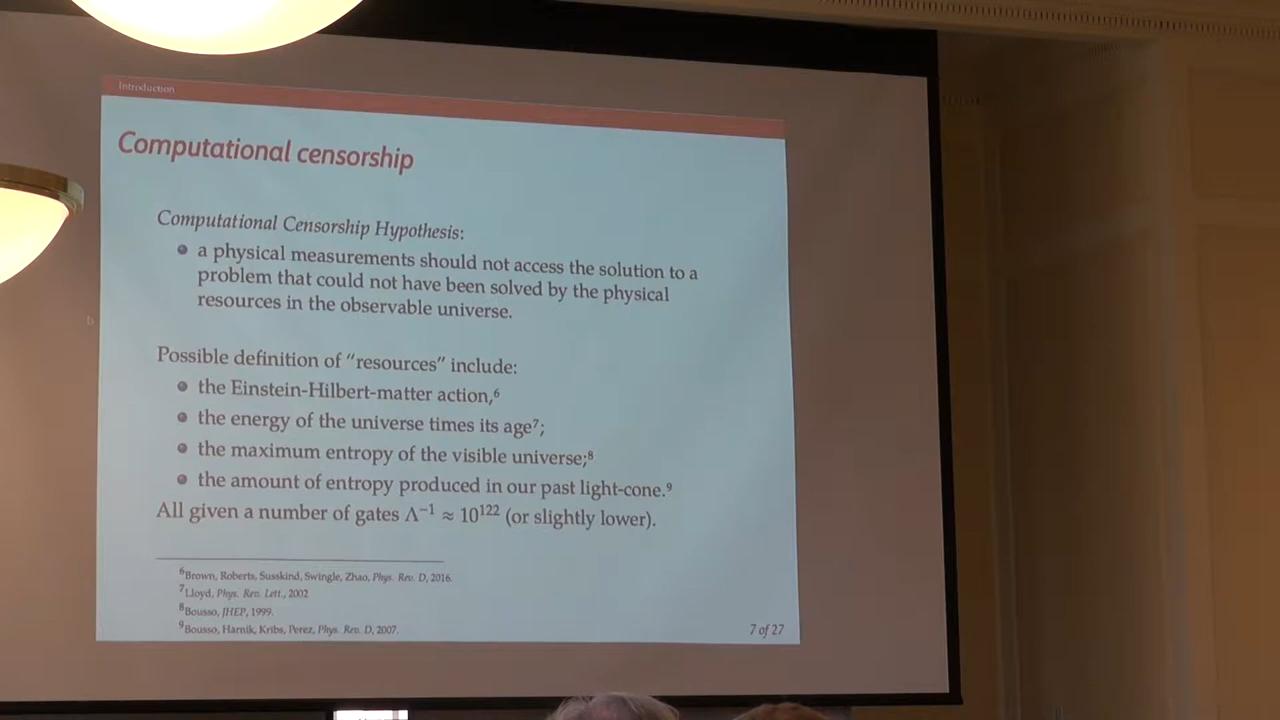 Introduction
Computational censorship
Computational Censorship Hypothesis:
a physical measurements should not access the solution to a
problem that could not have been solved by the physical
resources in the observable universe.
Possible definition of “resources” include:
the Einstein-Hilbert-matter action,⁶
the energy of the universe times its age⁷;
the maximum entropy of the visible universe;⁸
the amount of entropy produced in our past light-cone.⁹
All given a number of gates Λ⁻¹ ≈ 10¹²² (or slightly lower).
⁶Brown, Roberts, Susskind, Swingle, Zhao, Phys. Rev. D, 2016.
⁷Lloyd, Phys. Rev. Lett., 2002
⁸Bousso, JHEP, 1999.
⁹Bousso, Harnik, Kribs, Perez, Phys. Rev. D, 2007.
7 of 27